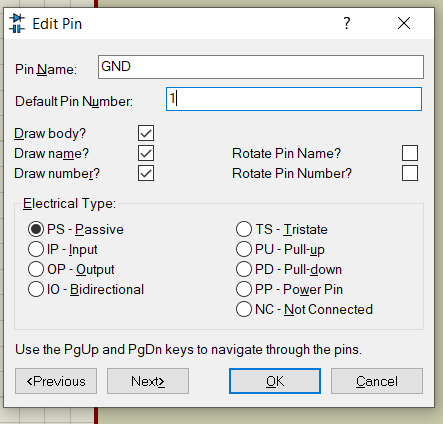 Edit Pin ? ×
Pin Name: GND
Default Pin Number: 1
Draw body?
Draw name? Rotate Pin Name?
Draw number? Rotate Pin Number?
Electrical Type:
PS - Passive TS - Tristate
IP - Input PU - Pull-up
OP - Output PD - Pull-down
IO - Bidirectional PP - Power Pin
NC - Not Connected
Use the PgUp and PgDn keys to navigate through the pins.
<Previous Next> OK Cancel